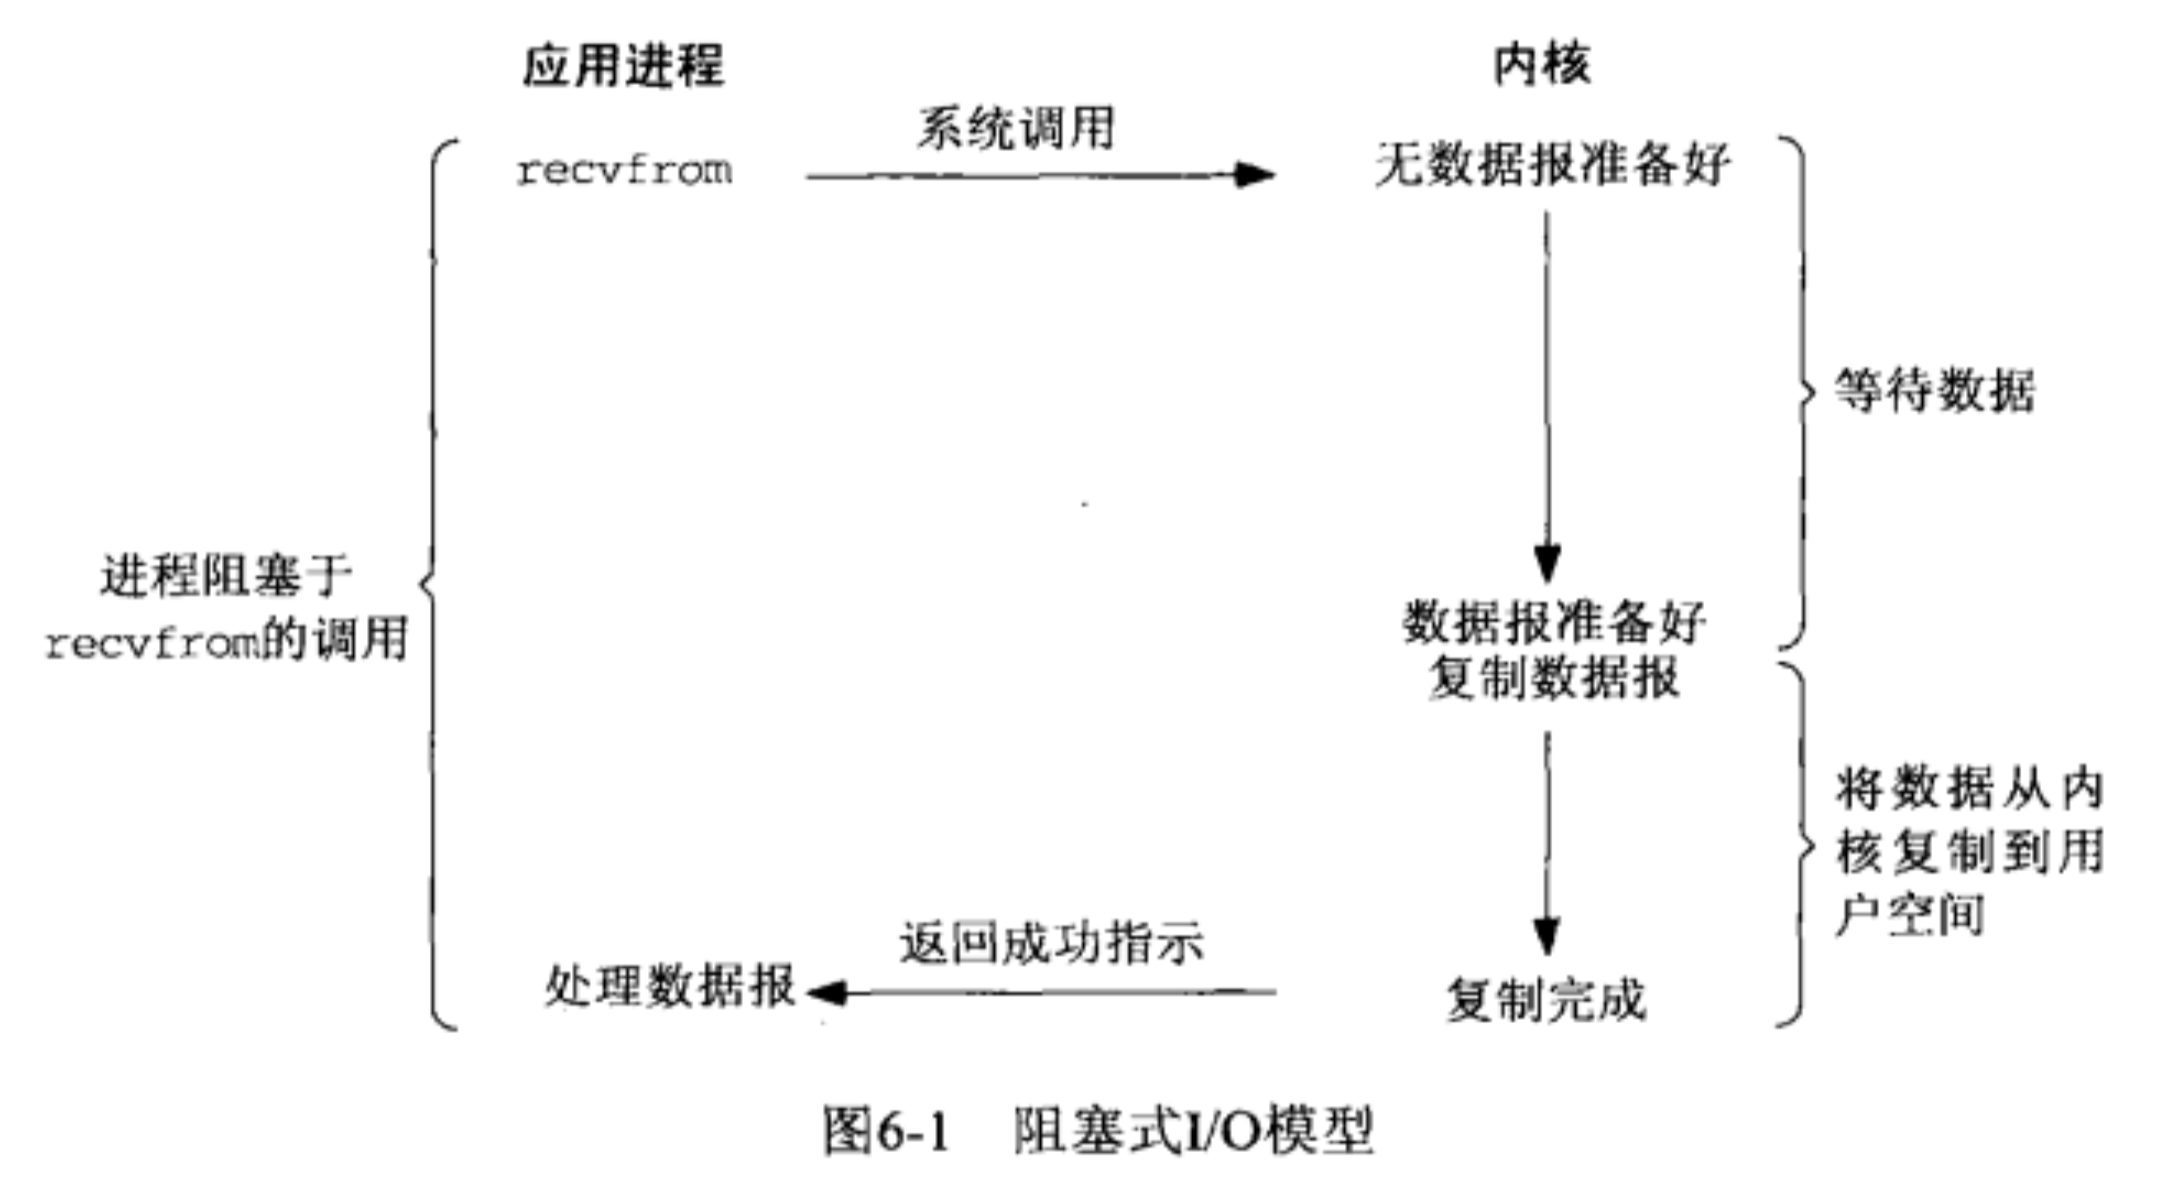 应用进程
内核
系统调用
recvfrom
无数据报准备好
等待数据
进程阻塞于
recvfrom的调用
数据报准备好
复制数据报
将数据从内
核复制到用
户空间
返回成功指示
处理数据报
复制完成
图6-1 阻塞式I/O模型